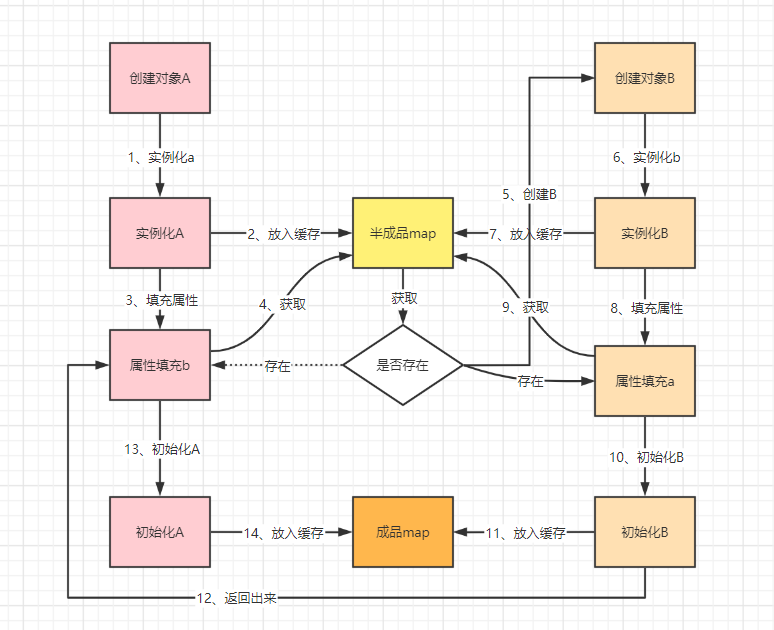 创建对象A
创建对象B
1、实例化a
6、实例化b
5、创建B
实例化A
2、放入缓存
半成品map
7、放入缓存
实例化B
3、填充属性
4、获取
获取
9、获取
8、填充属性
属性填充b
存在
是否存在
存在
属性填充a
13、初始化A
10、初始化B
初始化A
14、放入缓存
成品map
11、放入缓存
初始化B
12、返回出来